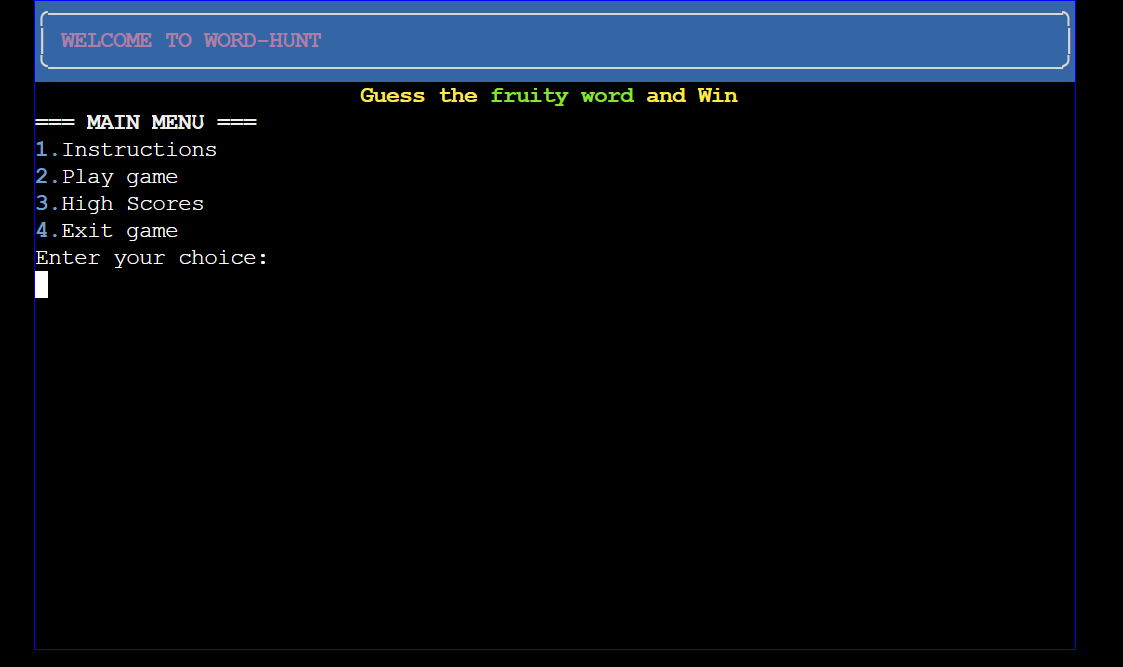 WELCOME TO WORD-HUNT
Guess the fruity word and Win
=== MAIN MENU ===
1.Instructions
2.Play game
3.High Scores
4.Exit game
Enter your choice: